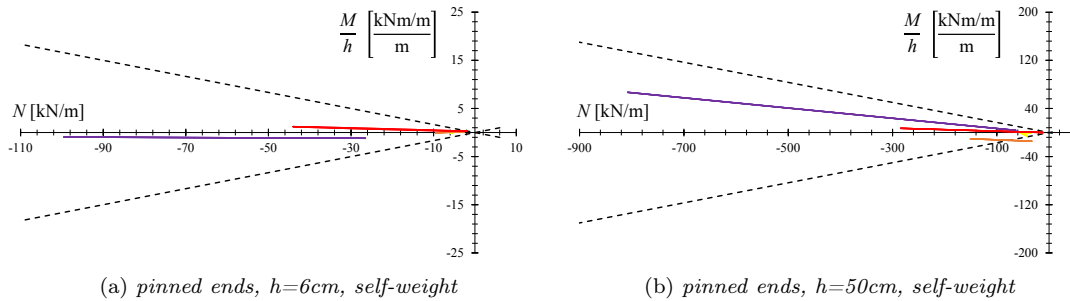 25
M/h [kNm/m / m]
15
N [kN/m]
5
-110 -90 -70 -50 -30 -10 10
-5
-15
-25
(a) pinned ends, h=6cm, self-weight
200
M/h [kNm/m / m]
120
N [kN/m]
40
-900 -700 -500 -300 -100
-40
-120
-200
(b) pinned ends, h=50cm, self-weight